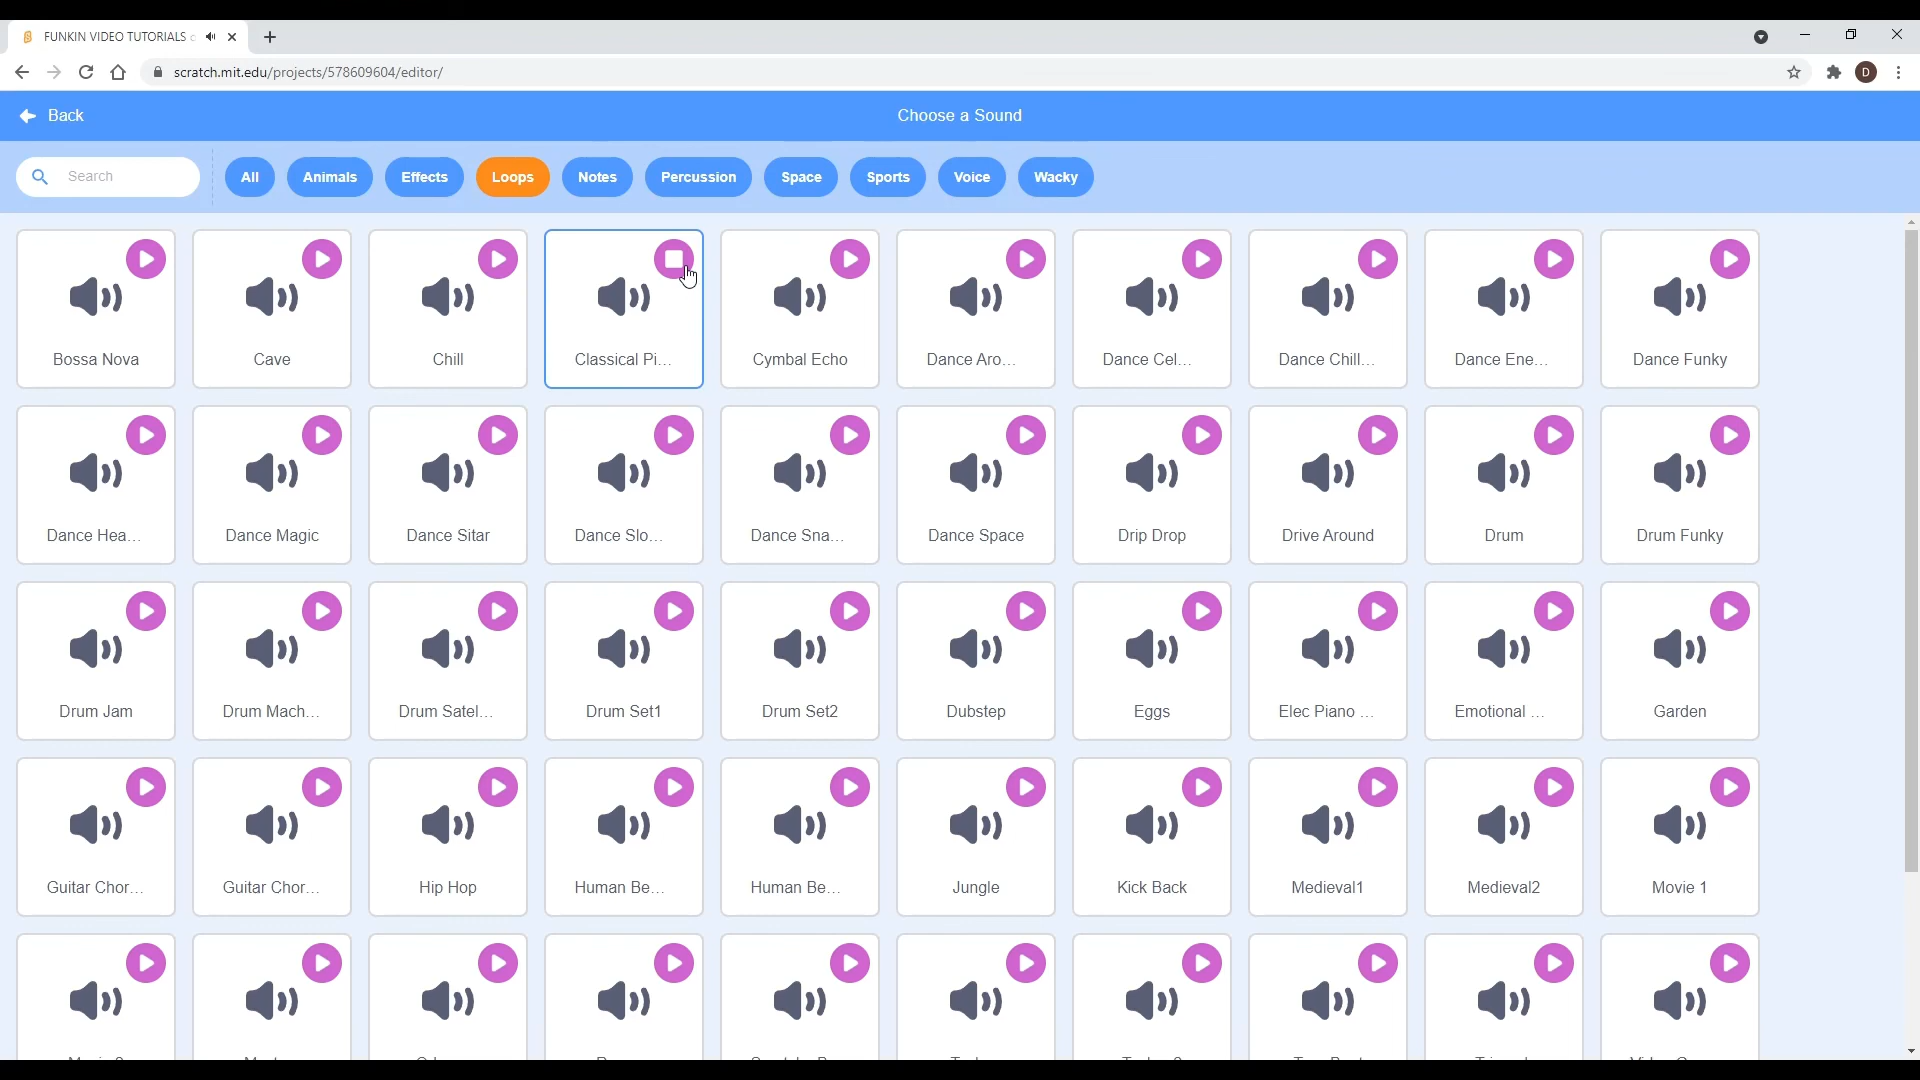 FUNKIN VIDEO TUTORIALS
scratch.mit.edu/projects/578609604/editor/
D
Back
Choose a Sound
Search
All
Animals
Effects
Loops
Notes
Percussion
Space
Sports
Voice
Wacky
Bossa Nova
Cave
Chill
Classical Pi...
Cymbal Echo
Dance Aro...
Dance Cel...
Dance Chill...
Dance Ene...
Dance Funky
Dance Hea...
Dance Magic
Dance Sitar
Dance Slo...
Dance Sna...
Dance Space
Drip Drop
Drive Around
Drum
Drum Funky
Drum Jam
Drum Mach...
Drum Satel...
Drum Set1
Drum Set2
Dubstep
Eggs
Elec Piano ...
Emotional ...
Garden
Guitar Chor...
Guitar Chor...
Hip Hop
Human Be...
Human Be...
Jungle
Kick Back
Medieval1
Medieval2
Movie 1